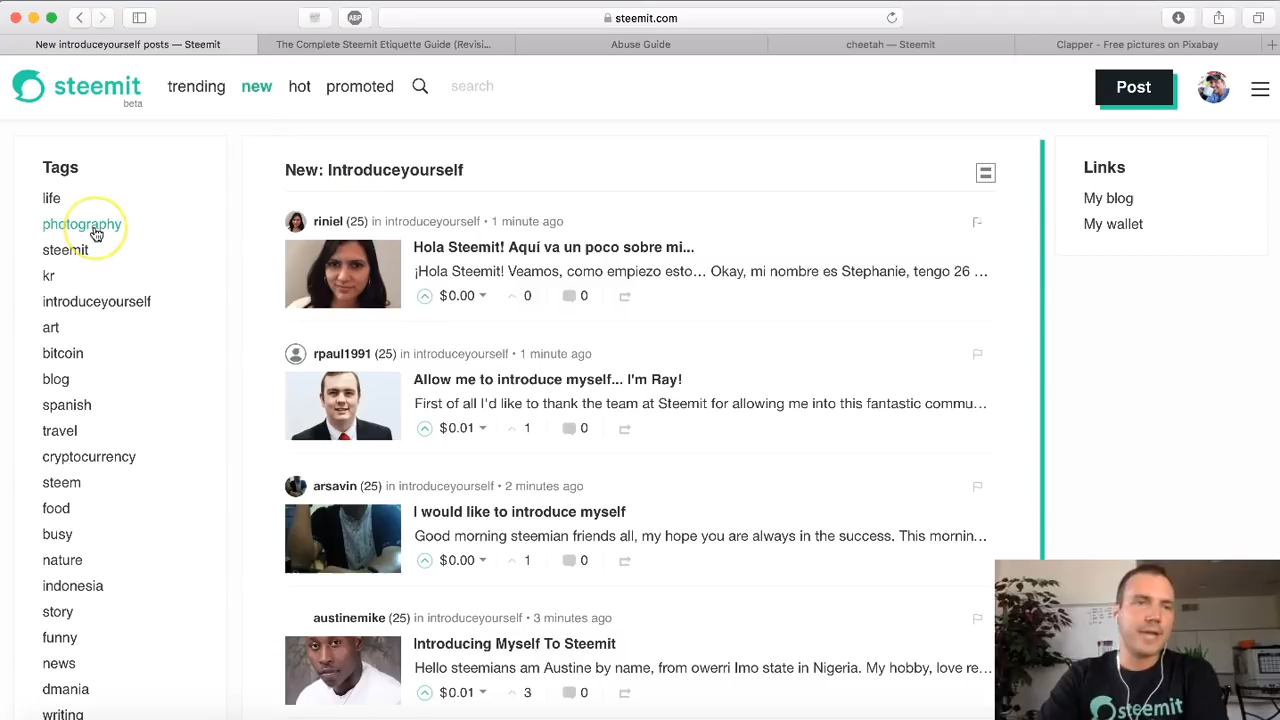 steemit.com
New introduceyourself posts — Steemit
The Complete Steemit Etiquette Guide (Revisi...
Abuse Guide
cheetah — Steemit
Clapper - Free pictures on Pixabay
ABP
steemit
beta
trending
new
hot
promoted
search
Post
Tags
life
photography
steemit
kr
introduceyourself
art
bitcoin
blog
spanish
travel
cryptocurrency
steem
food
busy
nature
indonesia
story
funny
news
dmania
writing
New: Introduceyourself
riniel (25) in introduceyourself • 1 minute ago
Hola Steemit! Aquí va un poco sobre mi...
¡Hola Steemit! Veamos, como empiezo esto… Okay, mi nombre es Stephanie, tengo 26 …
$0.00 0 0
rpaul1991 (25) in introduceyourself • 1 minute ago
Allow me to introduce myself... I'm Ray!
First of all I'd like to thank the team at Steemit for allowing me into this fantastic commu...
$0.01 1 0
arsavin (25) in introduceyourself • 2 minutes ago
I would like to introduce myself
Good morning steemian friends all, my hope you are always in the success. This mornin...
$0.00 1 0
austinemike (25) in introduceyourself • 3 minutes ago
Introducing Myself To Steemit
Hello steemians am Austine by name, from owerri Imo state in Nigeria. My hobby, love re...
$0.01 3 0
Links
My blog
My wallet
steemit